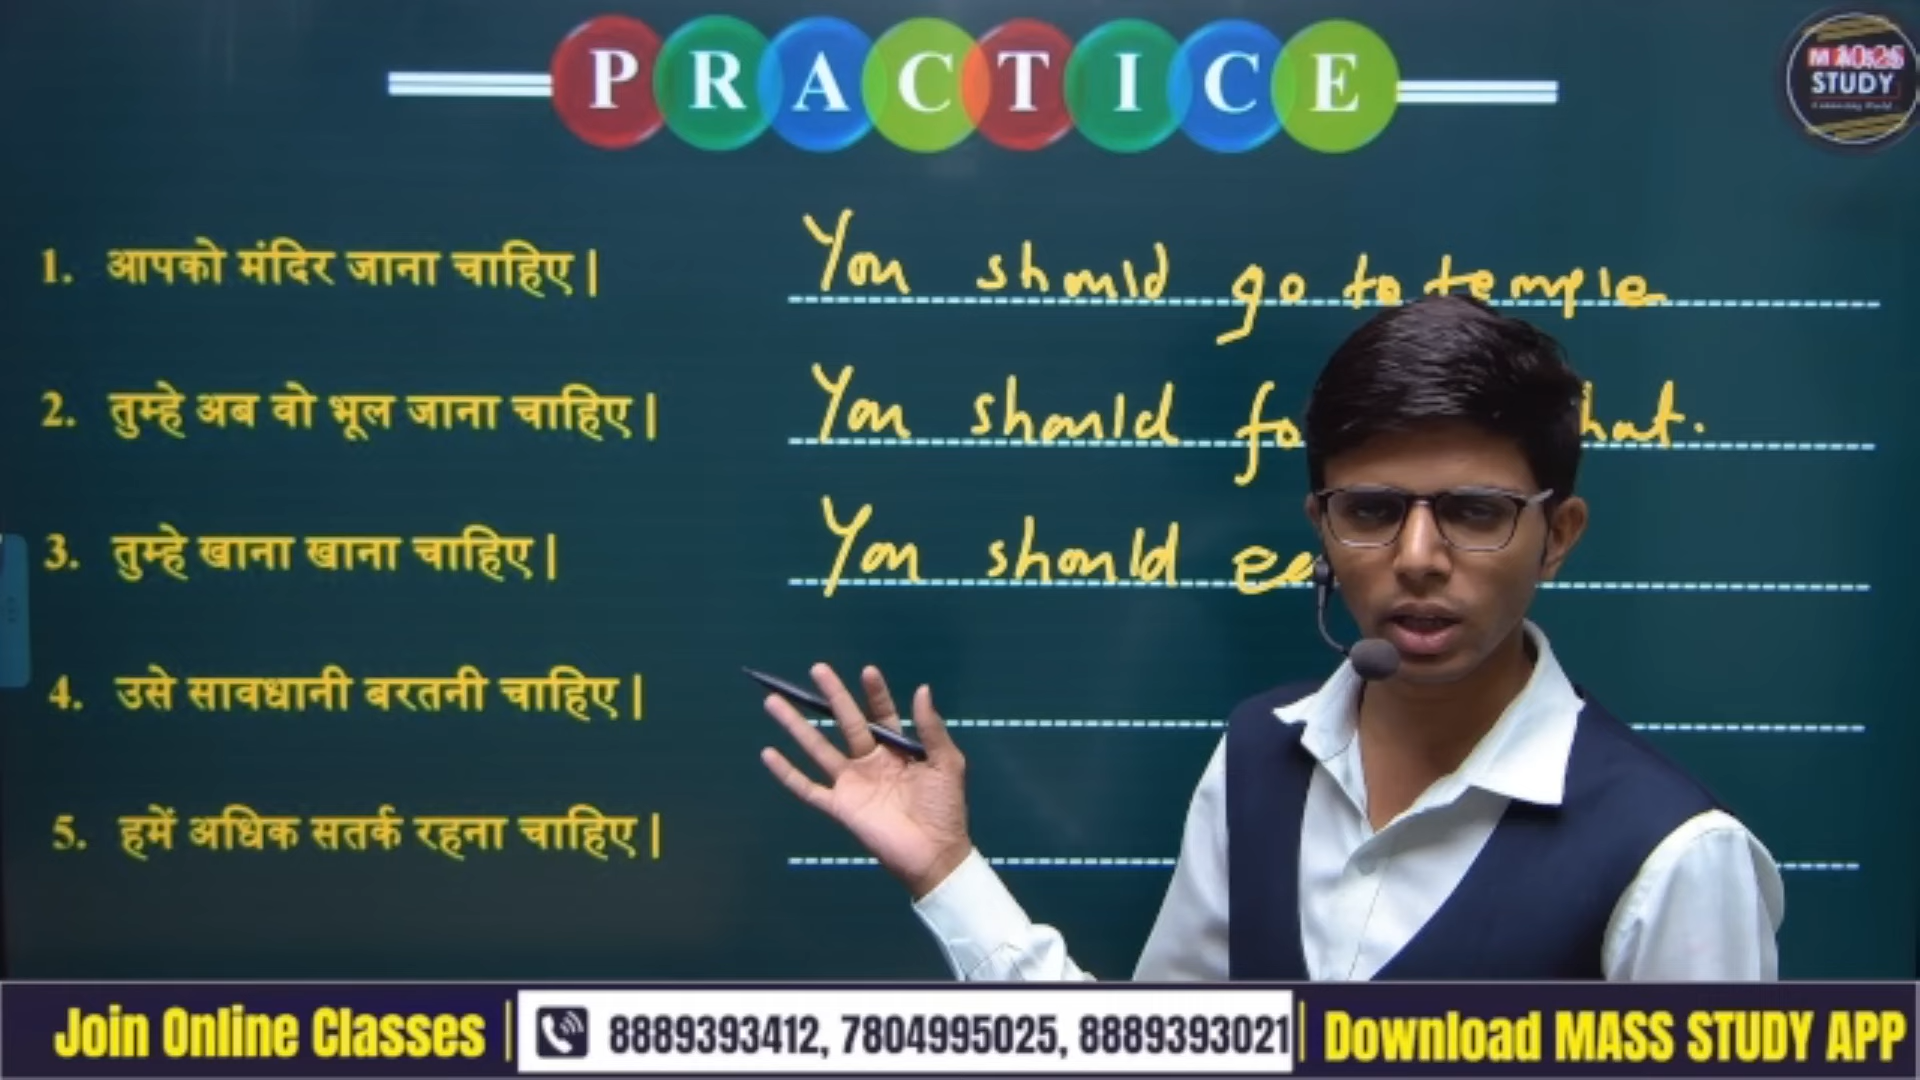 PRACTICE
STUDY
1. आपको मंदिर जाना चाहिए |
You should go to temple
2. तुम्हे अब वो भूल जाना चाहिए |
You should
3. तुम्हे खाना खाना चाहिए |
You should
4. उसे सावधानी बरतनी चाहिए |
5. हमें अधिक सतर्क रहना चाहिए |
Join Online Classes | 8889393412, 7804995025, 8889393021 | Download MASS STUDY APP